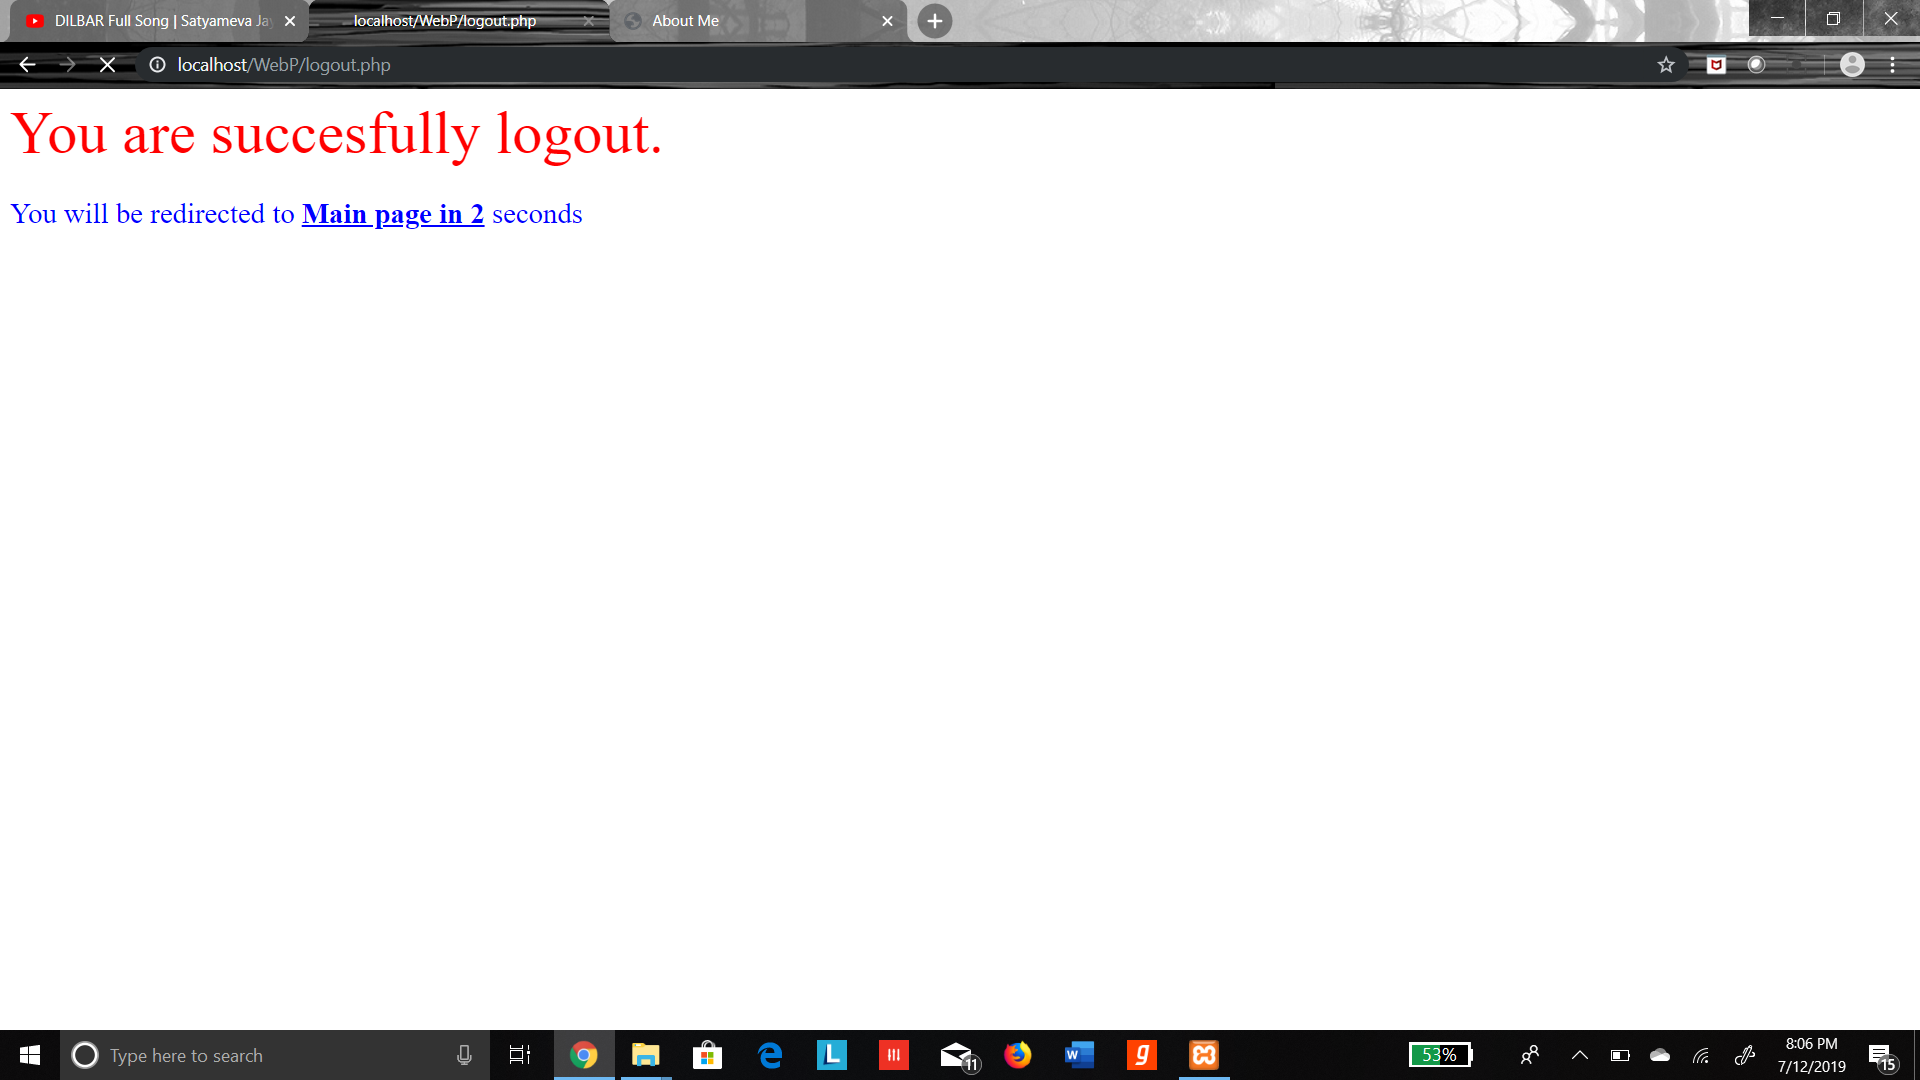 DILBAR Full Song | Satyameva Ja
localhost/WebP/logout.php
About Me
localhost/WebP/logout.php
You are succesfully logout.
You will be redirected to Main page in 2 seconds
Type here to search
L
11
W
g
53%
8:06 PM
7/12/2019
15